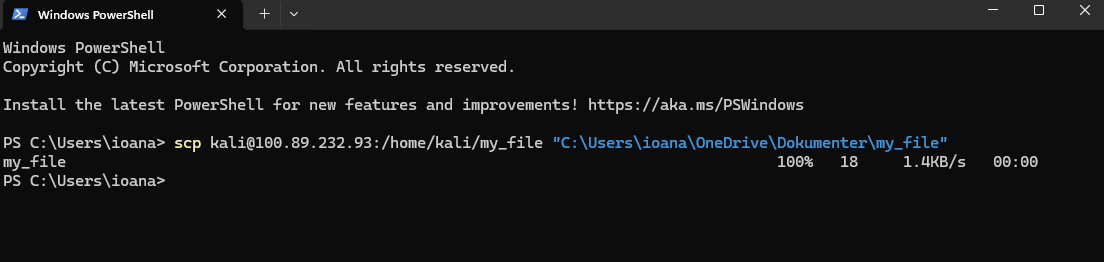 Windows PowerShell
Windows PowerShell
Copyright (C) Microsoft Corporation. All rights reserved.
Install the latest PowerShell for new features and improvements! https://aka.ms/PSWindows
PS C:\Users\ioana> scp kali@100.89.232.93:/home/kali/my_file "C:\Users\ioana\OneDrive\Dokumenter\my_file"
my_file 100% 18 1.4KB/s 00:00
PS C:\Users\ioana>